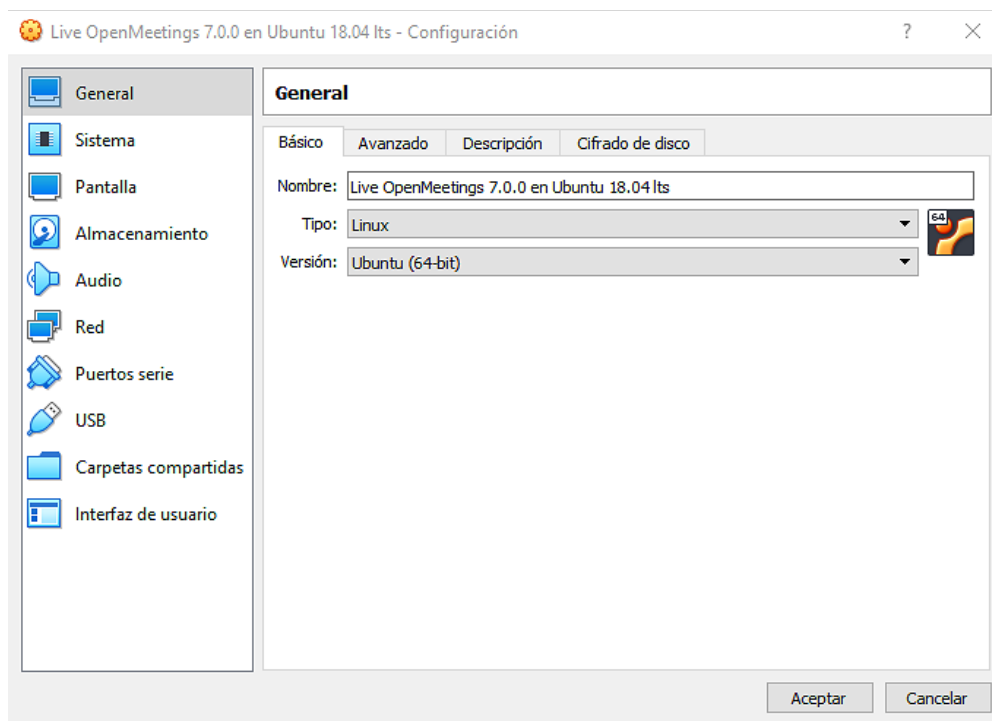 Live OpenMeetings 7.0.0 en Ubuntu 18.04 lts - Configuración
?
General
Sistema
Pantalla
Almacenamiento
Audio
Red
Puertos serie
USB
Carpetas compartidas
Interfaz de usuario
General
Básico Avanzado Descripción Cifrado de disco
Nombre: Live OpenMeetings 7.0.0 en Ubuntu 18.04 lts
Tipo: Linux
64
Versión: Ubuntu (64-bit)
Aceptar Cancelar